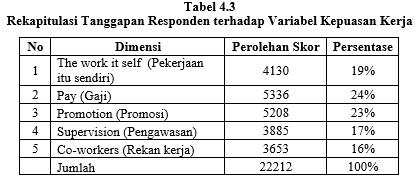 Tabel 4.3
Rekapitulasi Tanggapan Responden terhadap Variabel Kepuasan Kerja
No Dimensi Perolehan Skor Persentase
1 The work it self (Pekerjaan itu sendiri) 4130 19%
2 Pay (Gaji) 5336 24%
3 Promotion (Promosi) 5208 23%
4 Supervision (Pengawasan) 3885 17%
5 Co-workers (Rekan kerja) 3653 16%
Jumlah 22212 100%